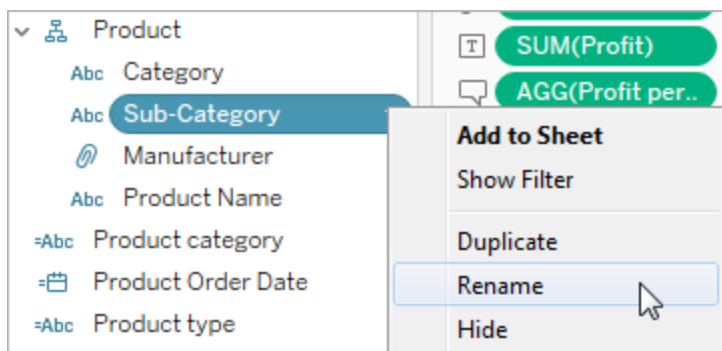 Product
Abc Category
Abc Sub-Category
Manufacturer
Abc Product Name
=Abc Product category
= Product Order Date
=Abc Product type
T SUM(Profit)
AGG(Profit per..
Add to Sheet
Show Filter
Duplicate
Rename
Hide